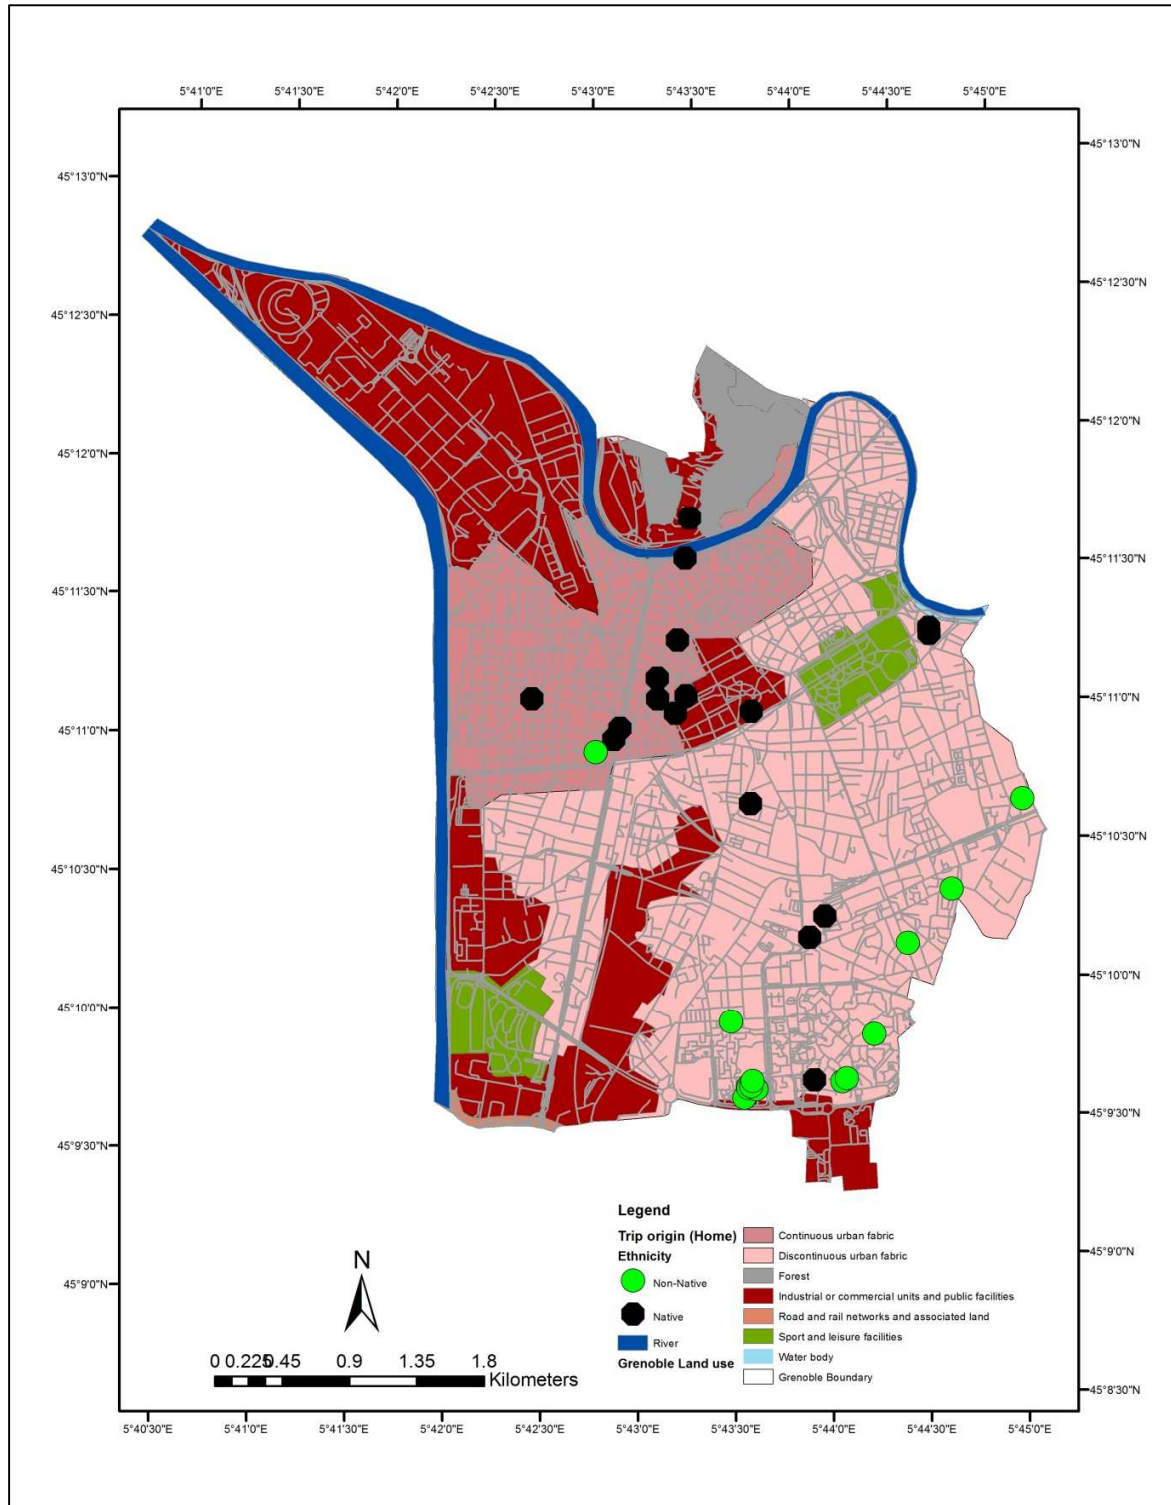 5°41'0"E 5°41'30"E 5°42'0"E 5°42'30"E 5°43'0"E 5°43'30"E 5°44'0"E 5°44'30"E 5°45'0"E
45°13'0"N
45°13'0"N
45°12'30"N
45°12'30"N
45°12'0"N
45°12'0"N
45°11'30"N
45°11'30"N
45°11'0"N
45°11'0"N
45°10'30"N
45°10'30"N
45°10'0"N
45°10'0"N
45°9'30"N
45°9'30"N
45°9'0"N
45°9'0"N
45°8'30"N
Legend
Trip origin (Home)
Ethnicity
Non-Native
Native
River
Grenoble Land use
Continuous urban fabric
Discontinuous urban fabric
Forest
Industrial or commercial units and public facilities
Road and rail networks and associated land
Sport and leisure facilities
Water body
Grenoble Boundary
N
0 0.225 0.45 0.9 1.35 1.8
Kilometers
5°40'30"E 5°41'0"E 5°41'30"E 5°42'0"E 5°42'30"E 5°43'0"E 5°43'30"E 5°44'0"E 5°44'30"E 5°45'0"E